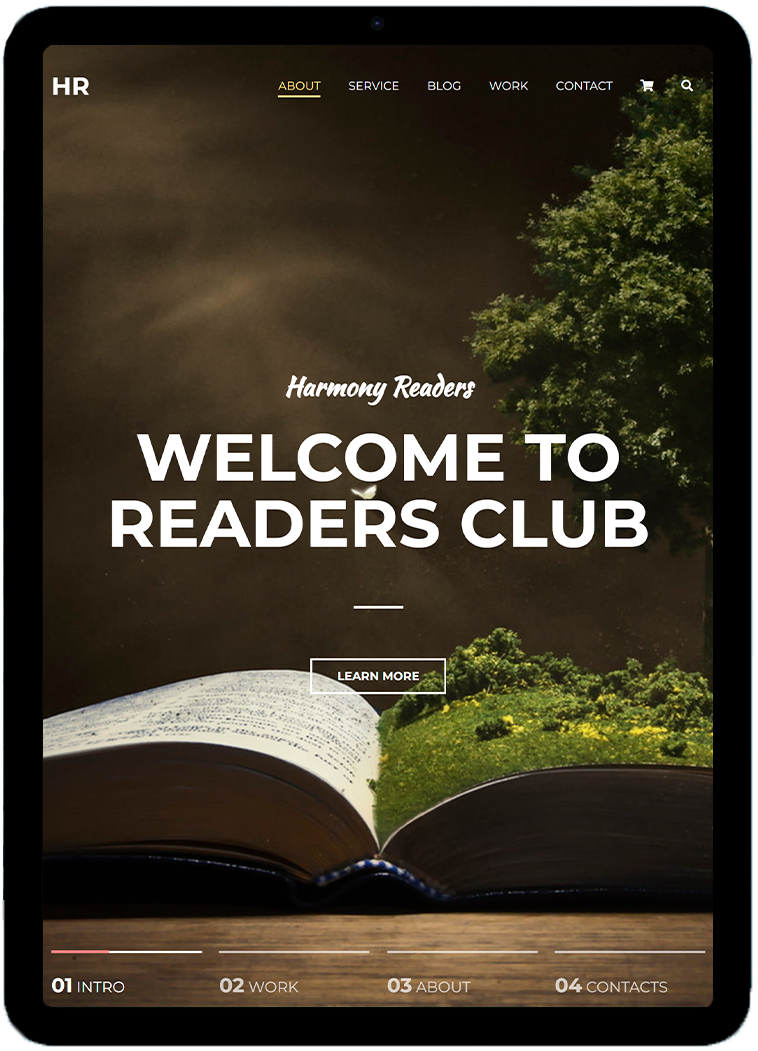 HR
ABOUT SERVICE BLOG WORK CONTACT
Harmony Readers
WELCOME TO
READERS CLUB
LEARN MORE
01 INTRO 02 WORK 03 ABOUT 04 CONTACTS